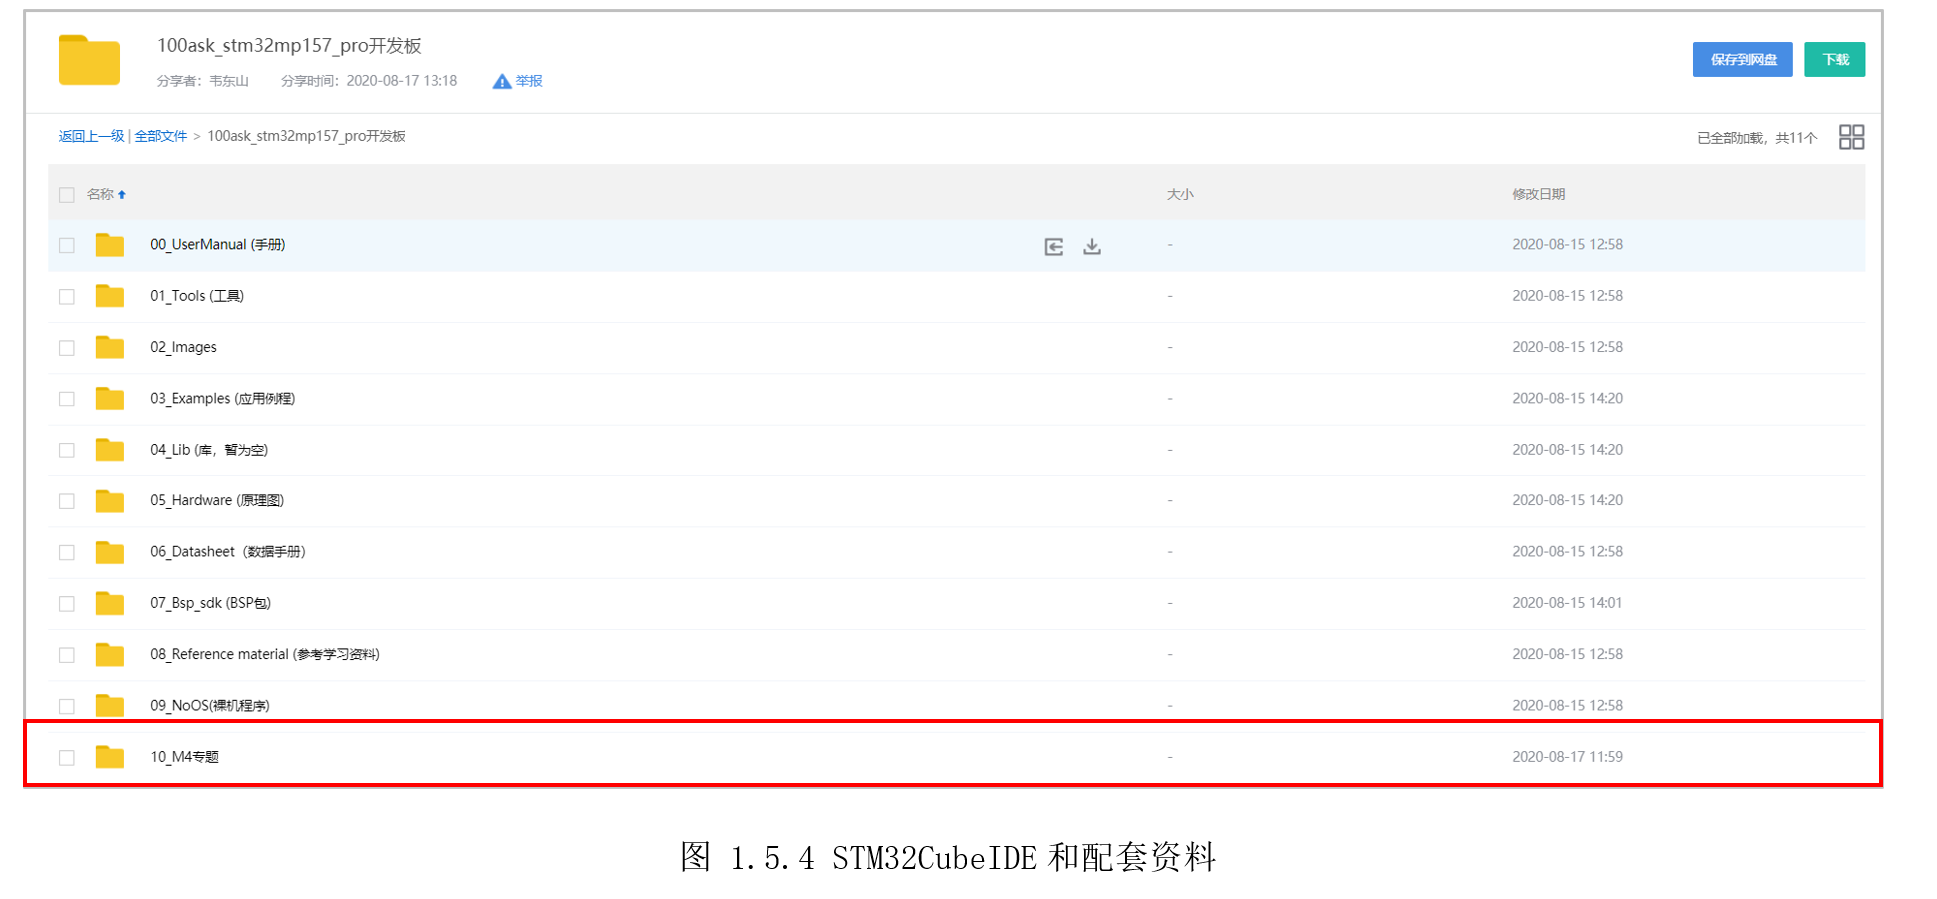 100ask_stm32mp157_pro开发板
分享者：韦东山 分享时间：2020-08-17 13:18 举报
保存到网盘 下载
返回上一级 | 全部文件 > 100ask_stm32mp157_pro开发板
已全部加载，共11个
名称 大小 修改日期
00_UserManual (手册) - 2020-08-15 12:58
01_Tools (工具) - 2020-08-15 12:58
02_Images - 2020-08-15 12:58
03_Examples (应用例程) - 2020-08-15 14:20
04_Lib (库，暂为空) - 2020-08-15 14:20
05_Hardware (原理图) - 2020-08-15 14:20
06_Datasheet（数据手册） - 2020-08-15 12:58
07_Bsp_sdk (BSP包) - 2020-08-15 14:01
08_Reference material (参考学习资料) - 2020-08-15 12:58
09_NoOS(裸机程序) - 2020-08-15 12:58
10_M4专题 - 2020-08-17 11:59
图 1.5.4 STM32CubeIDE 和配套资料